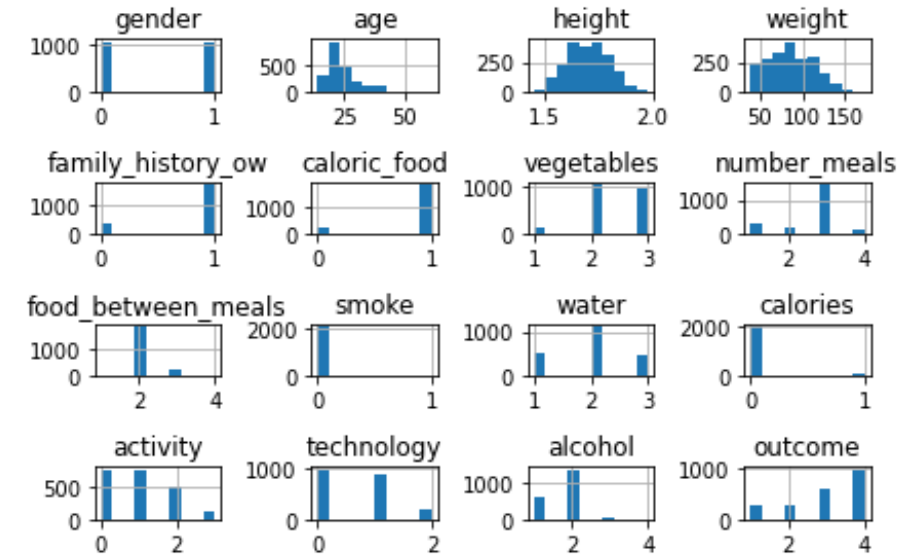 gender age height weight
1000 0 0 1
500 0 25 50
250 0 1.5 2.0
250 0 50 100 150
family_history_ow caloric_food vegetables number_meals
1000 0 0 1
1000 0 0 1
1000 0 1 2 3
1000 0 2 4
food_between_meals smoke water calories
1000 0 2 4
2000 0 0 1
1000 0 1 2 3
2000 0 0 1
activity technology alcohol outcome
500 0 0 2
1000 0 0 2
1000 0 2 4
1000 0 2 4